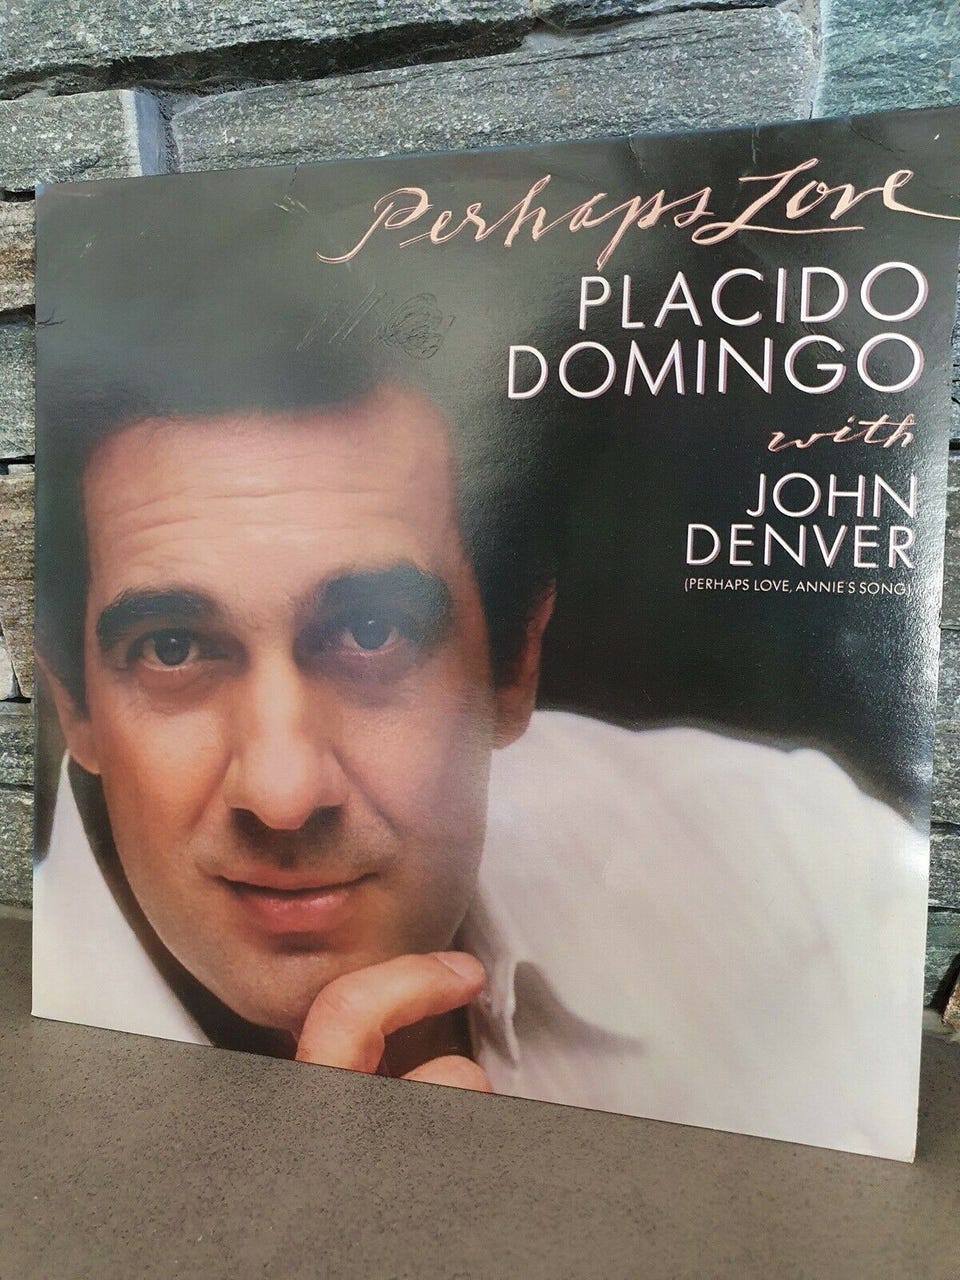 Perhaps Love
PLACIDO
DOMINGO
with
JOHN
DENVER
(PERHAPS LOVE, ANNIE'S SONG)